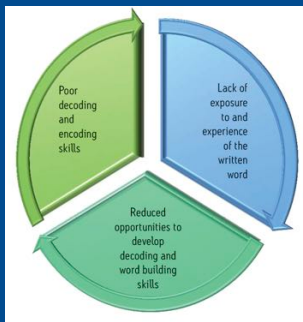 Poor
decoding
and
encoding
skills
Lack of
exposure
to and
experience
of the
written
word
Reduced
opportunities to
develop
decoding and
word building
skills